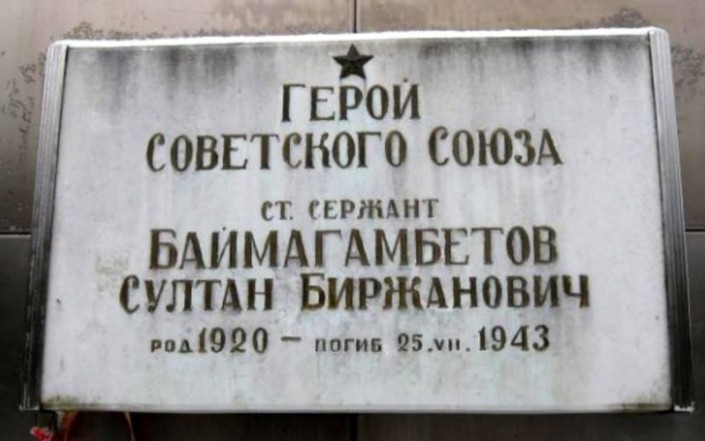 ГЕРОЙ
СОВЕТСКОГО СОЮЗА
СТ. СЕРЖАНТ
БАЙМАГАМБЕТОВ
СУЛТАН БИРЖАНОВИЧ
РОД 1920 — ПОГИБ 25.VII. 1943